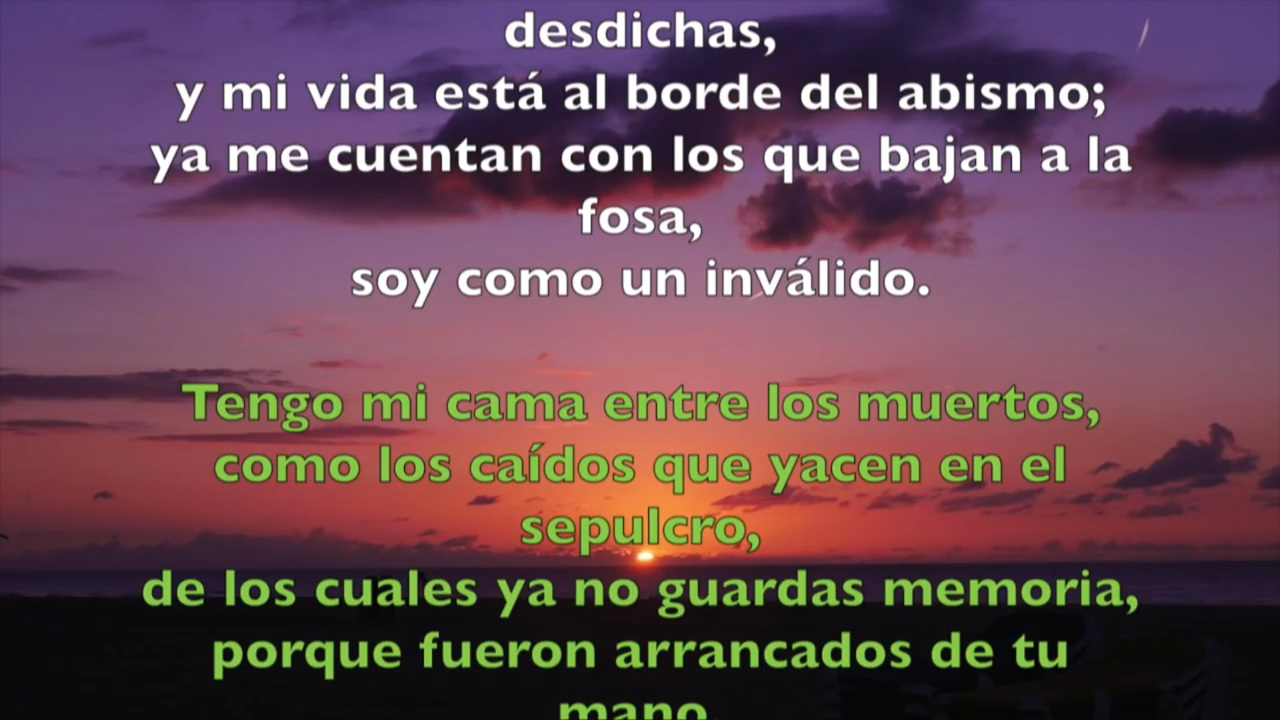 desdichas,
y mi vida está al borde del abismo;
ya me cuentan con los que bajan a la
fosa,
soy como un inválido.
Tengo mi cama entre los muertos,
como los caídos que yacen en el
sepulcro,
de los cuales ya no guardas memoria,
porque fueron arrancados de tu
mano.